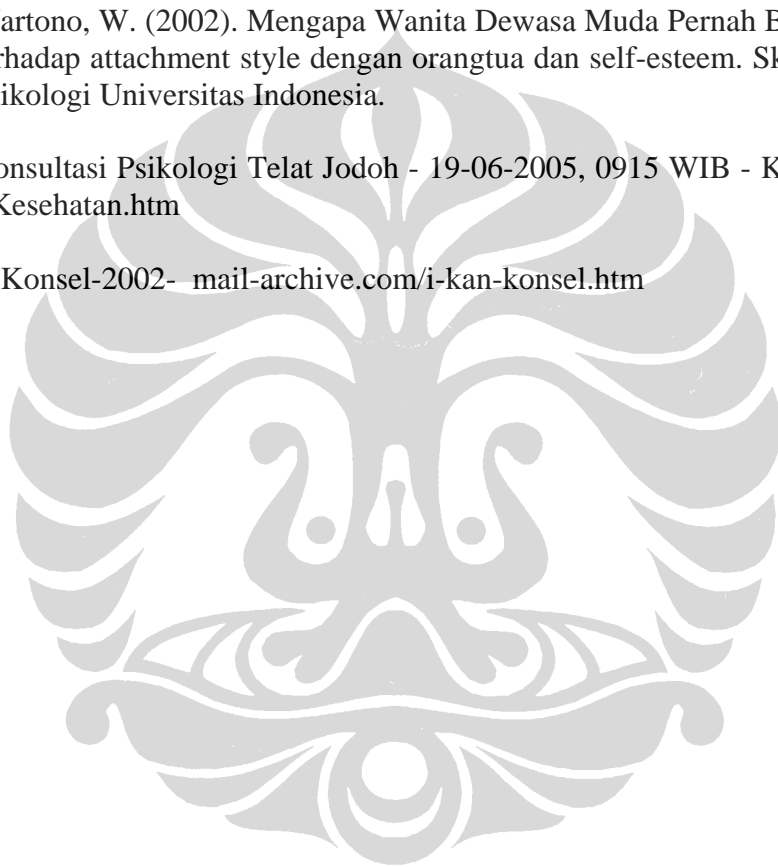 artono, W. (2002). Mengapa Wanita Dewasa Muda Pernah B
rhadap attachment style dengan orangtua dan self-esteem. Sk
ikologi Universitas Indonesia.
onsultasi Psikologi Telat Jodoh - 19-06-2005, 0915 WIB - K
Kesehatan.htm
Konsel-2002- mail-archive.com/i-kan-konsel.htm